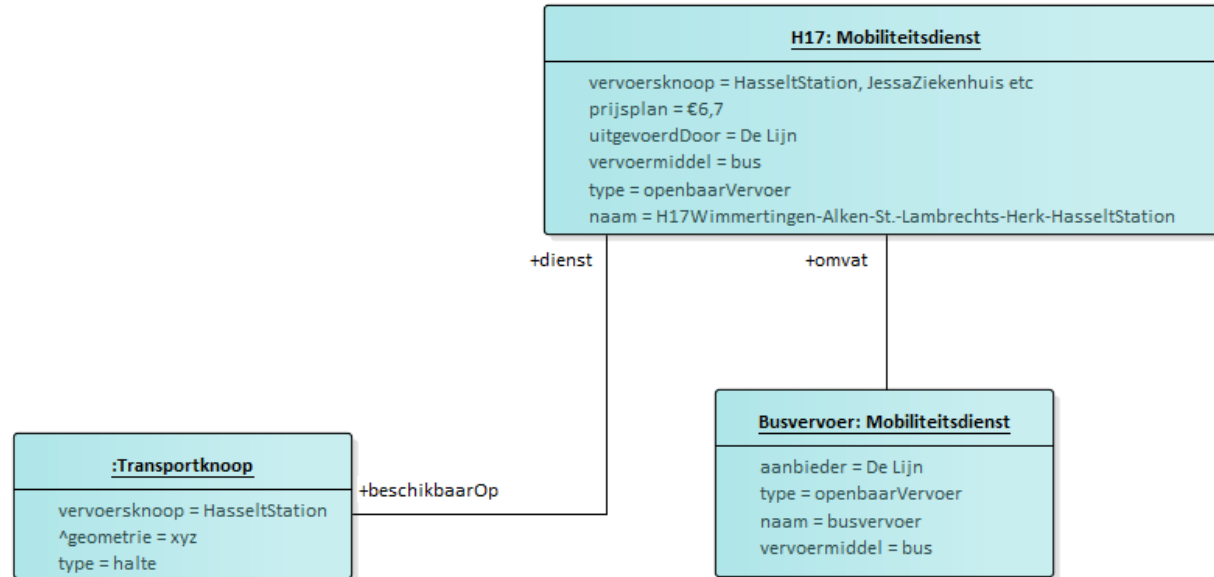 H17: Mobiliteitsdienst
vervoersknoop = HasseltStation, JessaZiekenhuis etc
prijsplan = €6,7
uitgevoerdDoor = De Lijn
vervoermiddel = bus
type = openbaarVervoer
naam = H17Wimmertingen-Alken-St.-Lambrechts-Herk-HasseltStation
+dienst
+omvat
Busvervoer: Mobiliteitsdienst
aanbieder = De Lijn
type = openbaarVervoer
naam = busvervoer
vervoermiddel = bus
:Transportknoop
+beschikbaarOp
vervoersknoop = HasseltStation
^geometrie = xyz
type = halte